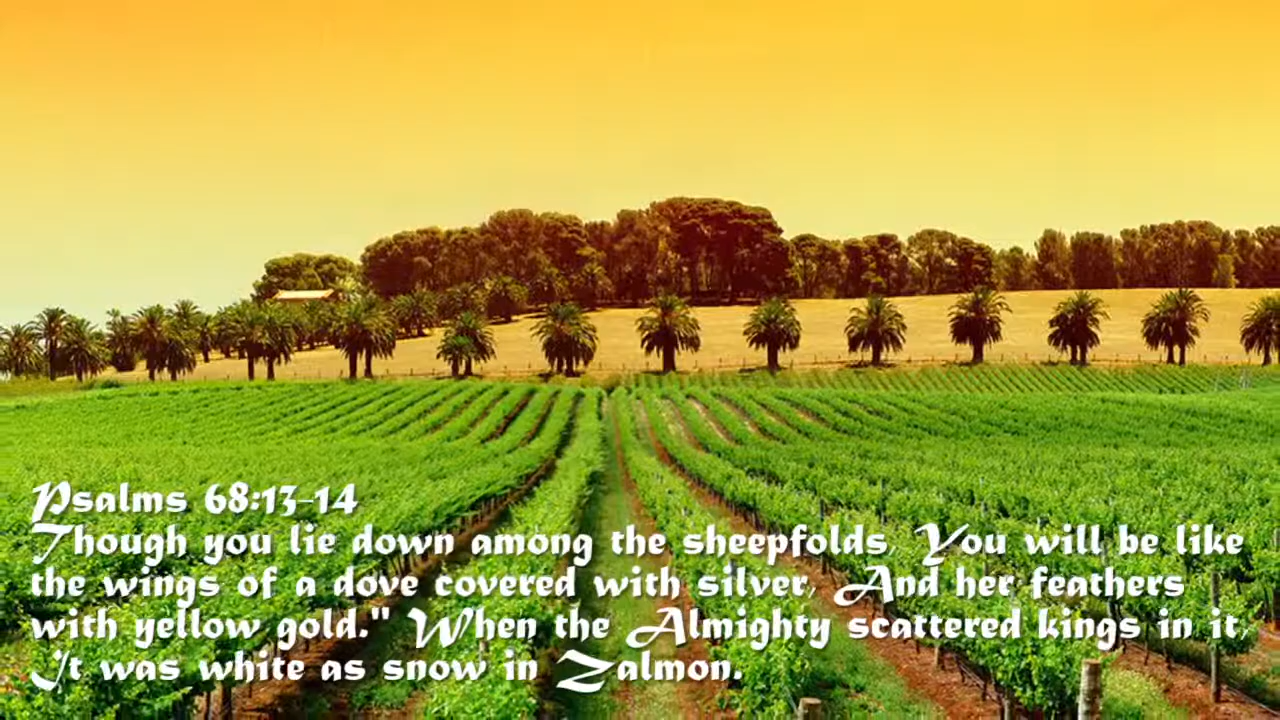 Psalms 68:13-14
Though you lie down among the sheepfolds, You will be like
the wings of a dove covered with silver, And her feathers
with yellow gold." When the Almighty scattered kings in it,
It was white as snow in Zalmon.